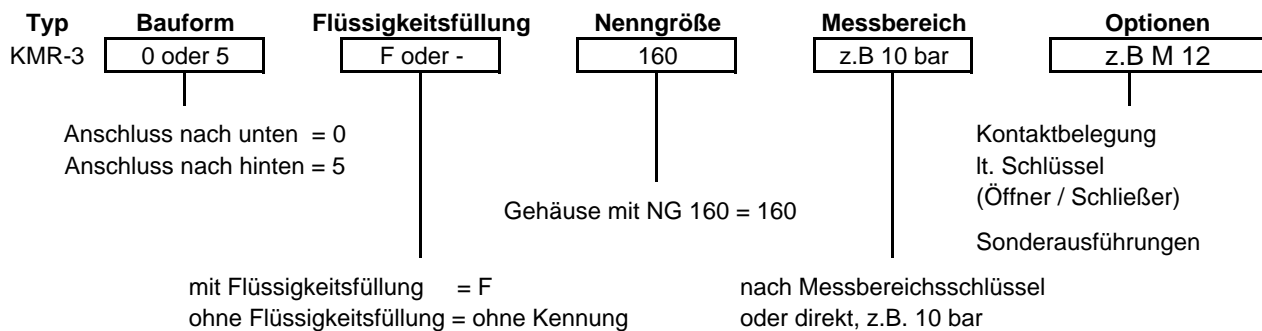 Typ Bauform Flüssigkeitsfüllung Nenngröße Messbereich Optionen
KMR-3 0 oder 5 F oder - 160 z.B 10 bar z.B M 12
Anschluss nach unten = 0
Anschluss nach hinten = 5
Kontaktbelegung
lt. Schlüssel
(Öffner / Schließer)
Gehäuse mit NG 160 = 160
Sonderausführungen
mit Flüssigkeitsfüllung = F
ohne Flüssigkeitsfüllung = ohne Kennung
nach Messbereichsschlüssel
oder direkt, z.B. 10 bar